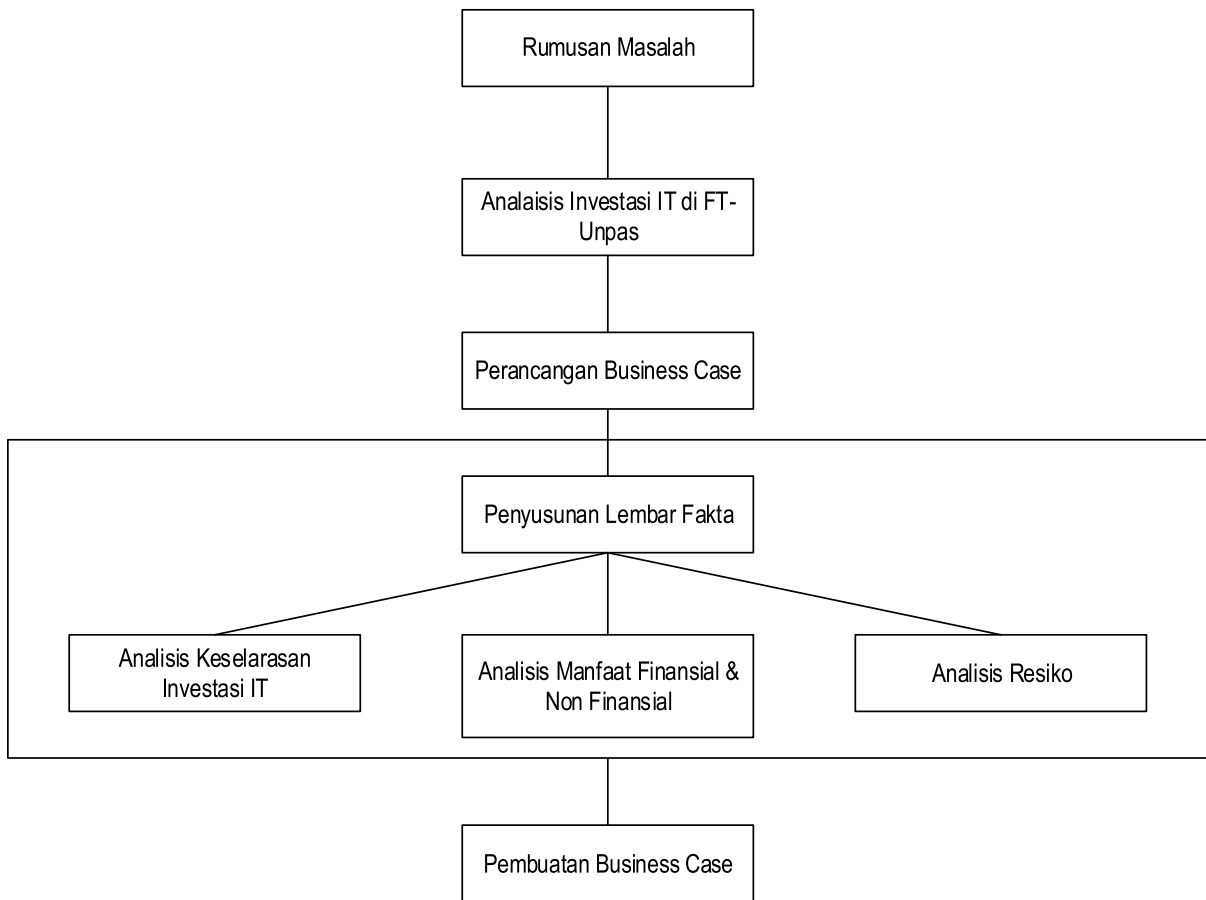 Rumusan Masalah
Analaisis Investasi IT di FT-
Unpas
Perancangan Business Case
Penyusunan Lembar Fakta
Analisis Keselarasan
Investasi IT
Analisis Manfaat Finansial &
Non Finansial
Analisis Resiko
Pembuatan Business Case